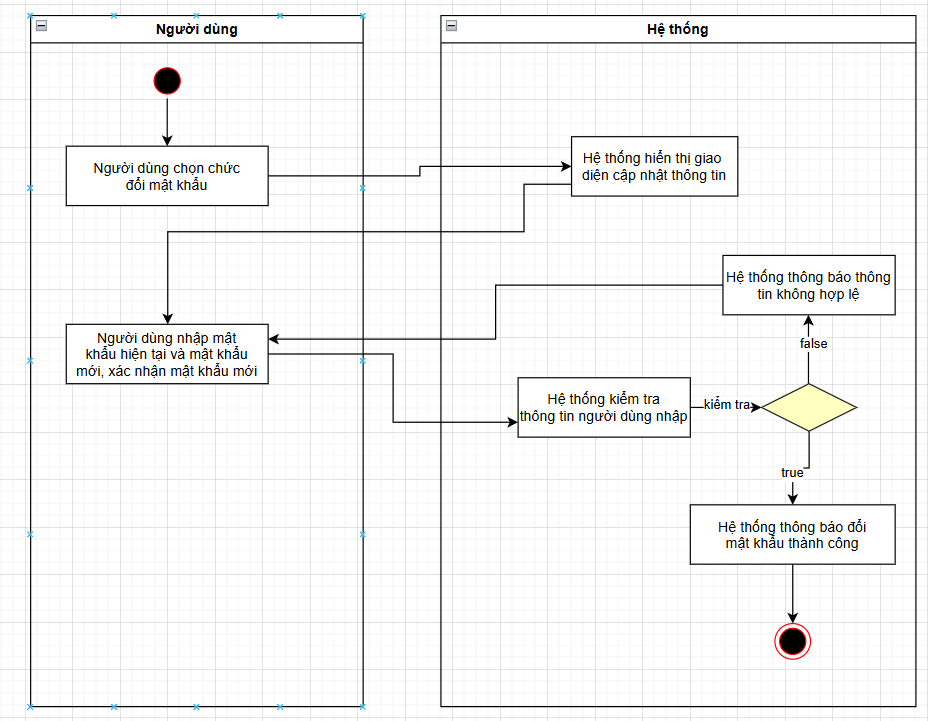 Người dùng
Hệ thống
Người dùng chọn chức
đổi mật khẩu
Hệ thống hiển thị giao
diện cập nhật thông tin
Hệ thống thông báo thông
tin không hợp lệ
false
Người dùng nhập mật
khẩu hiện tại và mật khẩu
mới, xác nhận mật khẩu mới
Hệ thống kiểm tra
thông tin người dùng nhập
kiểm tra
true
Hệ thống thông báo đổi
mật khẩu thành công